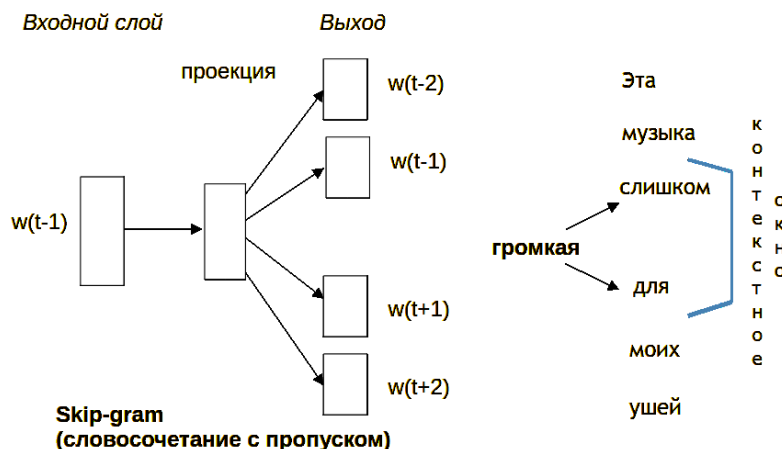 Входной слой
Выход
проекция
w(t-2)
w(t-1)
w(t-1)
w(t+1)
w(t+2)
Skip-gram
(словосочетание с пропуском)
Эта
музыка
слишком
громкая
для
моих
ушей
контекстное
окно